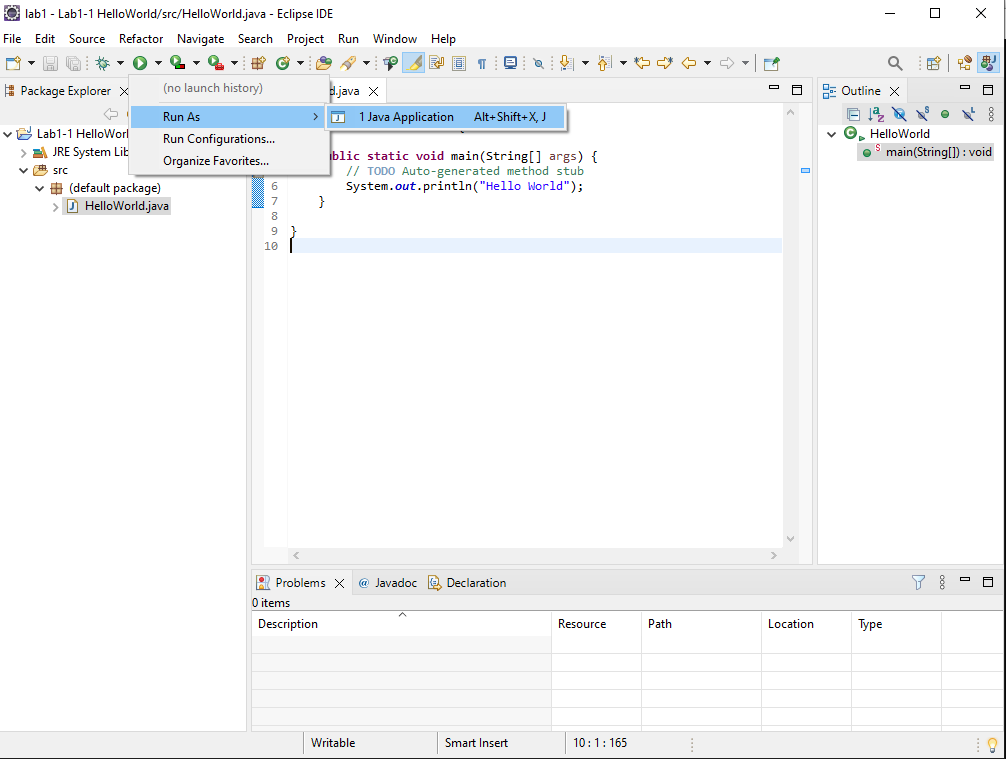 lab1 - Lab1-1 HelloWorld/src/HelloWorld.java - Eclipse IDE
File Edit Source Refactor Navigate Search Project Run Window Help
Package Explorer
(no launch history)
d.java
Outline
Run As
1 Java Application Alt+Shift+X, J
Run Configurations...
Organize Favorites...
Lab1-1 HelloWorl
JRE System Lib
src
(default package)
HelloWorld.java
ublic static void main(String[] args) {
// TODO Auto-generated method stub
6 System.out.println("Hello World");
7 }
8
9 }
10
HelloWorld
main(String[]) : void
Problems @ Javadoc Declaration
0 items
Description Resource Path Location Type
Writable Smart Insert 10 : 1 : 165